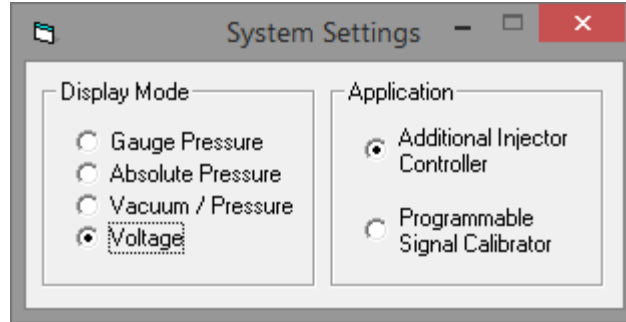 System Settings
Display Mode
Gauge Pressure
Absolute Pressure
Vacuum / Pressure
Voltage
Application
Additional Injector
Controller
Programmable
Signal Calibrator